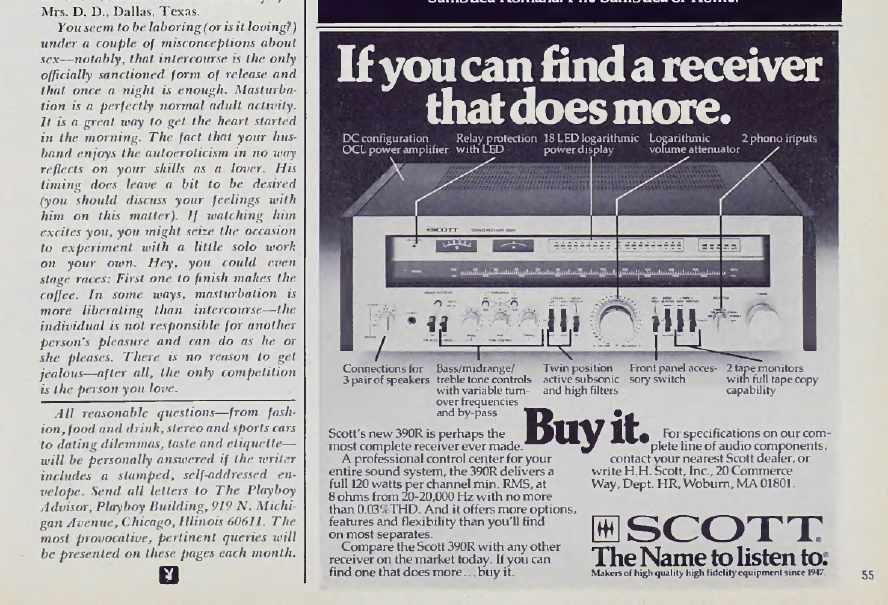 Mrs. D. D., Dallas, Texas.
You seem to be laboring (or is it loving?)
under a couple of misconceptions about
sex—notably, that intercourse is the only
officially sanctioned form of release and
that once a night is enough. Masturba-
tion is a perfectly normal adult activity.
It is a great way to get the heart started
in the morning. The fact that your hus-
band enjoys the autoeroticism in no way
reflects on your skills as a lover. His
timing does leave a bit to be desired
(you should discuss your feelings with
him on this matter). If watching him
excites you, you might seize the occasion
to experiment with a little solo work
on your own. Hey, you could even
stage races: First one to finish makes the
coffee. In some ways, masturbation is
more liberating than intercourse—the
individual is not responsible for another
person's pleasure and can do as he or
she pleases. There is no reason to get
jealous—after all, the only competition
is the person you love.
All reasonable questions—from fash-
ion, food and drink, stereo and sports cars
to dating dilemmas, taste and etiquette—
will be personally answered if the writer
includes a stamped, self-addressed en-
velope. Send all letters to The Playboy
Advisor, Playboy Building, 919 N. Michi-
gan Avenue, Chicago, Illinois 60611. The
most provocative, pertinent queries will
be presented on these pages each month.
If you can find a receiver
that does more.
DC configuration
OCL power amplifier
Relay protection
with LED
18 LED logarithmic
power display
Logarithmic
volume attenuator
2 phono inputs
SCOTT
Connections for
3 pair of speakers
Bass/midrange/
treble tone controls
with variable turn-
over frequencies
and by-pass
Twin position
active subsonic
and high filters
Front panel acces-
sory switch
2 tape monitors
with full tape copy
capability
Buy it.
Scott's new 390R is perhaps the
most complete receiver ever made.
A professional control center for your
entire sound system, the 390R delivers a
full 120 watts per channel min. RMS, at
8 ohms from 20-20,000 Hz with no more
than 0.03% THD. And it offers more options,
features and flexibility than you'll find
on most separates.
Compare the Scott 390R with any other
receiver on the market today. If you can
find one that does more... buy it.
For specifications on our com-
plete line of audio components,
contact your nearest Scott dealer, or
write H.H. Scott, Inc., 20 Commerce
Way, Dept. HR, Woburn, MA 01801.
SCOTT®
The Name to listen to.®
Makers of high quality high fidelity equipment since 1947.
55